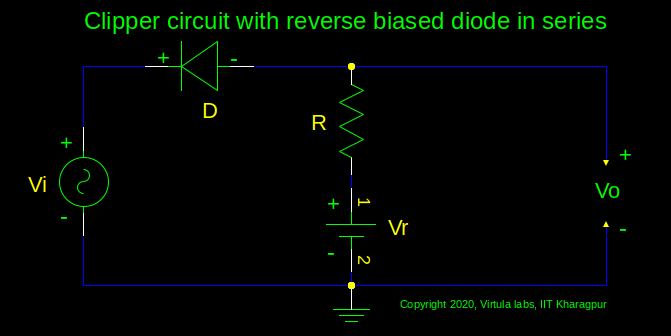 Clipper circuit with reverse biased diode in series
+ -
D
R
+
Vi
-
+
Vo
-
+ 1
Vr
- 2
Copyright 2020, Virtula labs, IIT Kharagpur